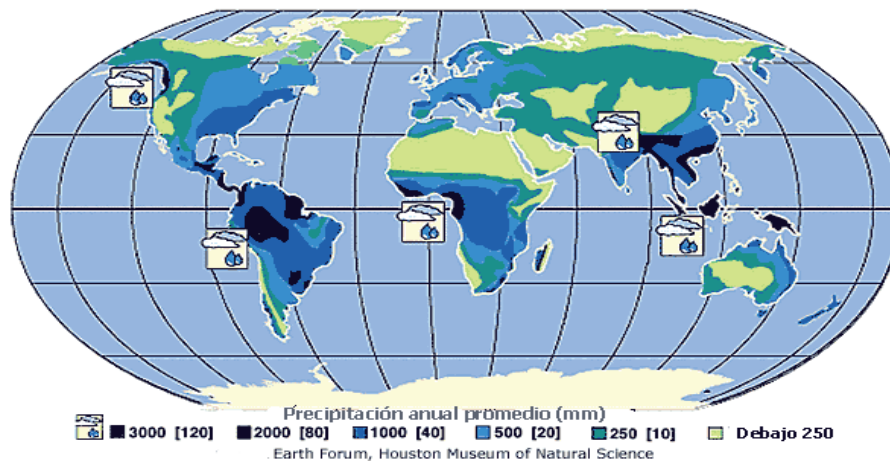 Precipitación anual promedio (mm)
3000 [120] 2000 [80] 1000 [40] 500 [20] 250 [10] Debajo 250
Earth Forum, Houston Museum of Natural Science